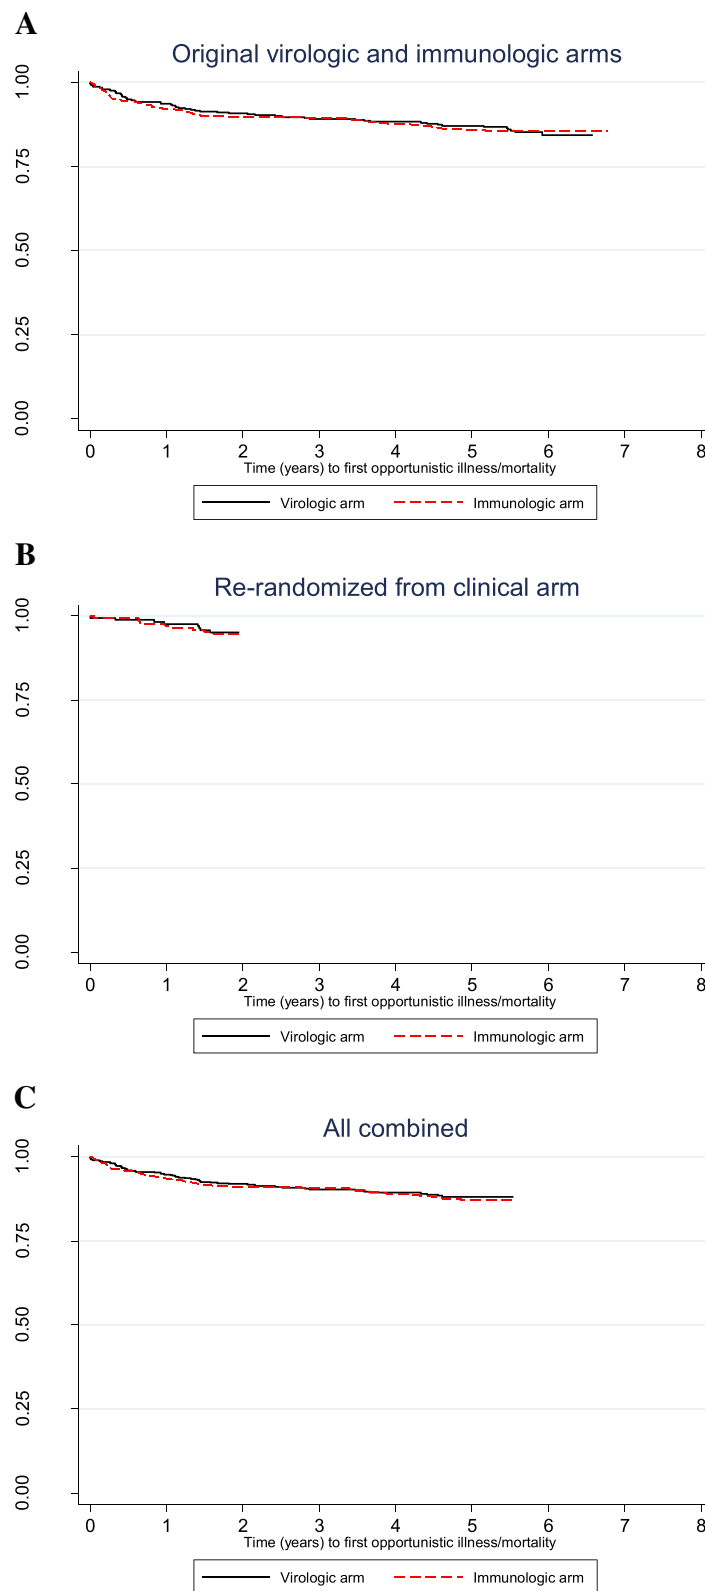 A
Original virologic and immunologic arms
1.00
0.75
0.50
0.25
0.00
0 1 2 3 4 5 6 7 8
Time (years) to first opportunistic illness/mortality
Virologic arm Immunologic arm
B
Re-randomized from clinical arm
1.00
0.75
0.50
0.25
0.00
0 1 2 3 4 5 6 7 8
Time (years) to first opportunistic illness/mortality
Virologic arm Immunologic arm
C
All combined
1.00
0.75
0.50
0.25
0.00
0 1 2 3 4 5 6 7 8
Time (years) to first opportunistic illness/mortality
Virologic arm Immunologic arm